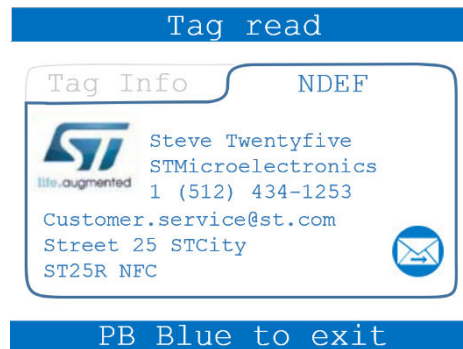 Tag read
Tag Info
NDEF
ST
life.augmented
Steve Twentyfive
STMicroelectronics
1 (512) 434-1253
Customer.service@st.com
Street 25 STCity
ST25R NFC
PB Blue to exit